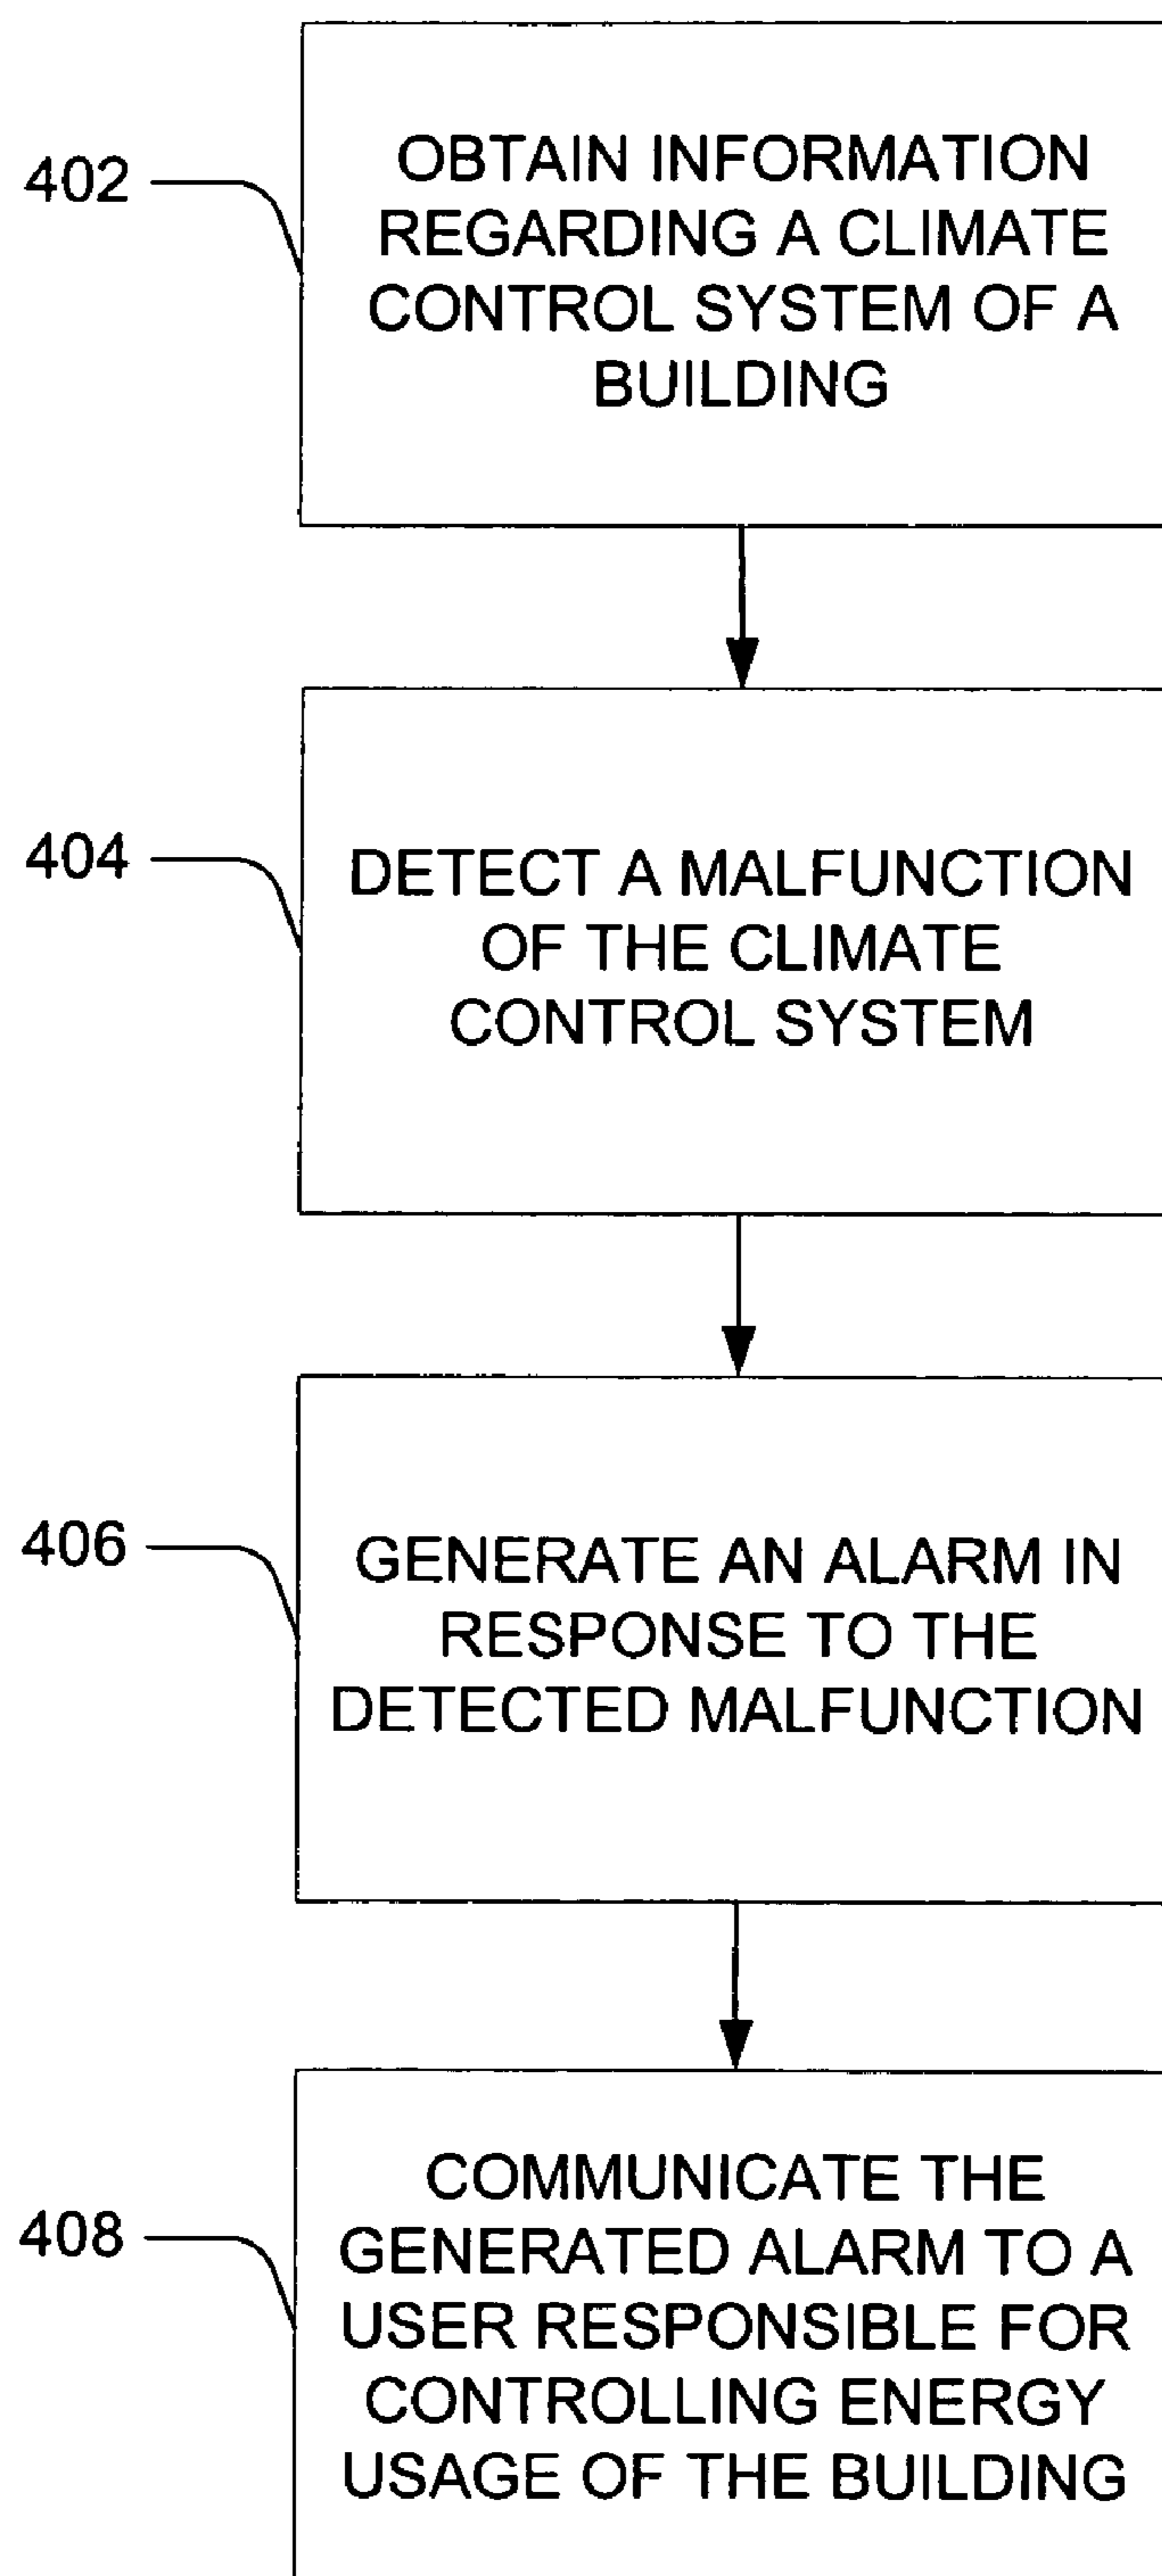 402
OBTAIN INFORMATION
REGARDING A CLIMATE
CONTROL SYSTEM OF A
BUILDING
404
DETECT A MALFUNCTION
OF THE CLIMATE
CONTROL SYSTEM
406
GENERATE AN ALARM IN
RESPONSE TO THE
DETECTED MALFUNCTION
408
COMMUNICATE THE
GENERATED ALARM TO A
USER RESPONSIBLE FOR
CONTROLLING ENERGY
USAGE OF THE BUILDING